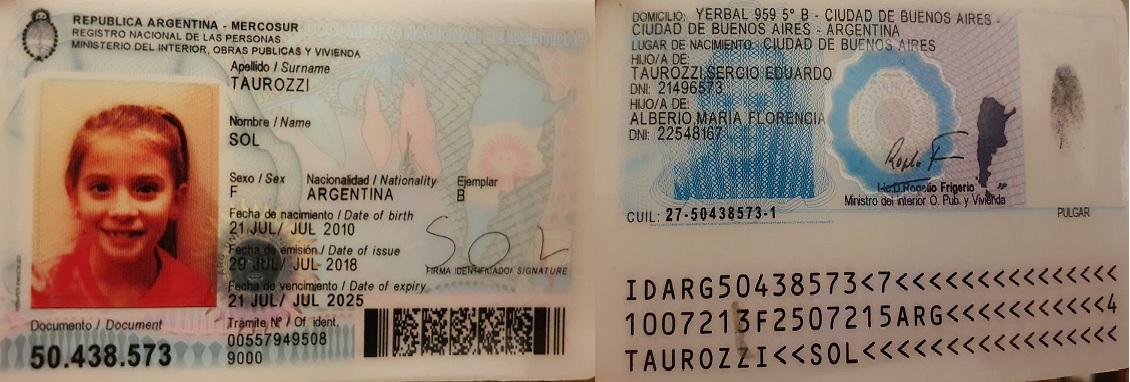 REPUBLICA ARGENTINA - MERCOSUR
REGISTRO NACIONAL DE LAS PERSONAS
MINISTERIO DEL INTERIOR, OBRAS PUBLICAS Y VIVIENDA
Apellido / Surname
TAUROZZI
Nombre / Name
SOL
Sexo / Sex Nacionalidad / Nationality Ejemplar
F ARGENTINA B
Fecha de nacimiento / Date of birth
21 JUL/ JUL 2010
Fecha de emisión / Date of issue
29 JUL/ JUL 2018
Fecha de vencimiento / Date of expiry
21 JUL/ JUL 2025
SOL
FIRMA IDENTIFICADO/ SIGNATURE
Documento / Document
50.438.573
Trámite Nº / Of. ident.
00557949508
9000
DOMICILIO: YERBAL 959 5° B - CIUDAD DE BUENOS AIRES -
CIUDAD DE BUENOS AIRES - ARGENTINA
LUGAR DE NACIMIENTO: CIUDAD DE BUENOS AIRES
HIJO/A DE:
TAUROZZI,SERGIO EDUARDO
DNI: 21496573
HIJO/A DE:
ALBERIO,MARIA FLORENCIA
DNI: 22548167
Rogelio Frigerio
Ministro del Interior O. Pub. y Vivienda
CUIL: 27-50438573-1
PULGAR
IDARG50438573<7<<<<<<<<<<<<<<<
1007213F2507215ARG<<<<<<<<<<<4
TAUROZZI<<SOL<<<<<<<<<<<<<<<<<